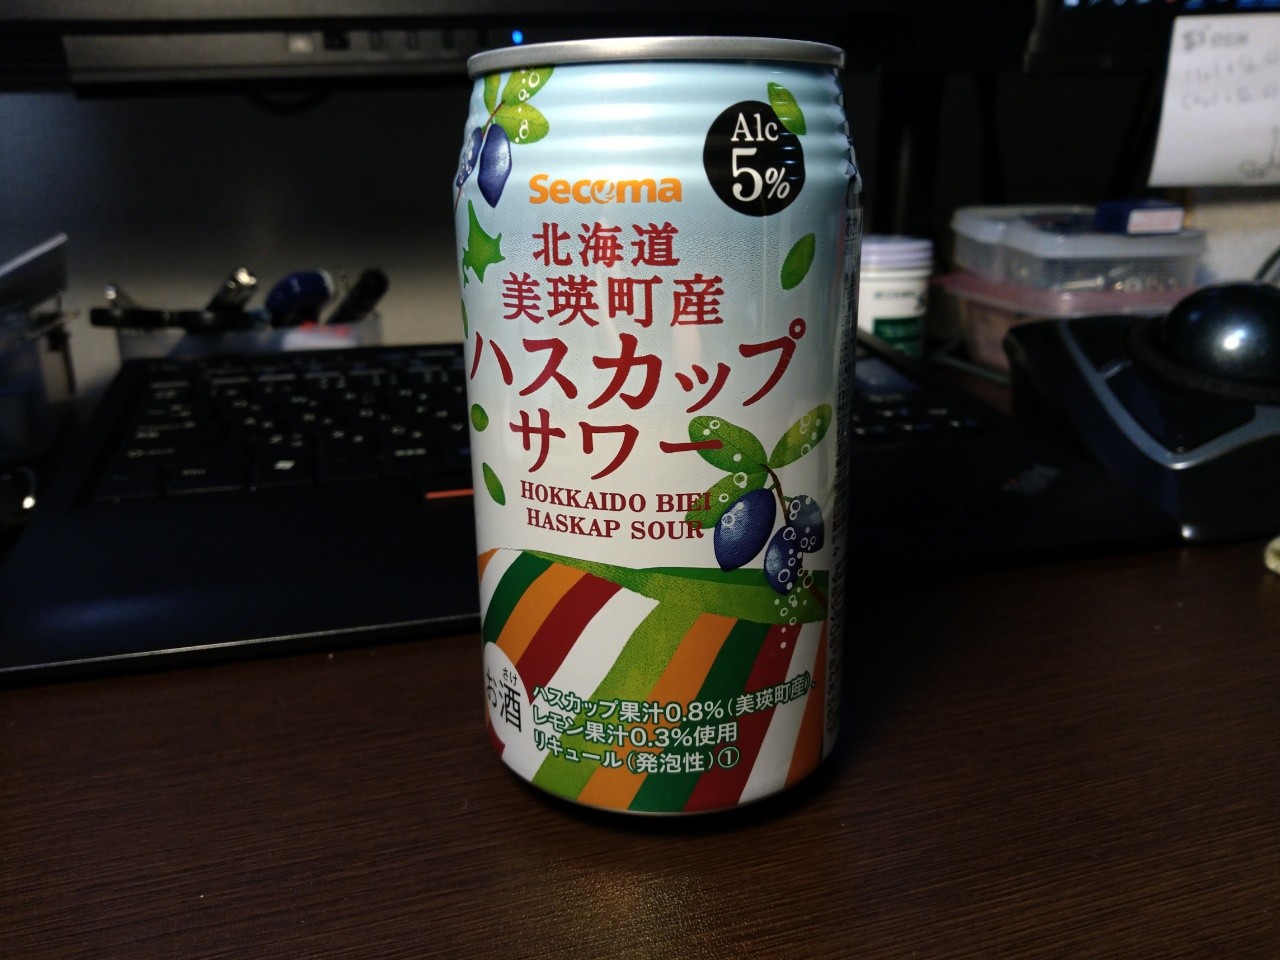 Alc
5%
Secoma
北海道
美瑛町産
ハスカップ
サワー
HOKKAIDO BIEI
HASKAP SOUR
さけ
お酒
ハスカップ果汁0.8%(美瑛町産)、
レモン果汁0.3%使用
リキュール(発泡性)①